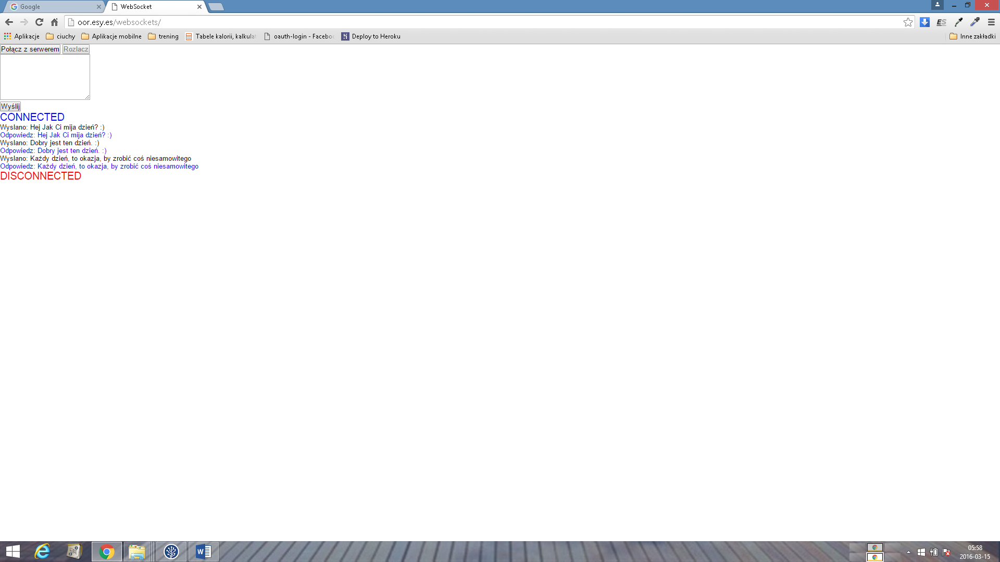 Google
WebSocket
oor.esy.es/websockets/
ES
Aplikacje
ciuchy
Aplikacje mobilne
trening
Tabele kalorii, kalkulat
oauth-login - Faceboc
Deploy to Heroku
Inne zakładki
Połącz z serwerem Rozlacz
Wyślij
CONNECTED
Wyslano: Hej Jak Ci mija dzień? :)
Odpowiedz: Hej Jak Ci mija dzień? :)
Wyslano: Dobry jest ten dzień. :)
Odpowiedz: Dobry jest ten dzień. :)
Wyslano: Każdy dzień, to okazja, by zrobić coś niesamowitego
Odpowiedz: Każdy dzień, to okazja, by zrobić coś niesamowitego
DISCONNECTED
05:58
2016-03-15